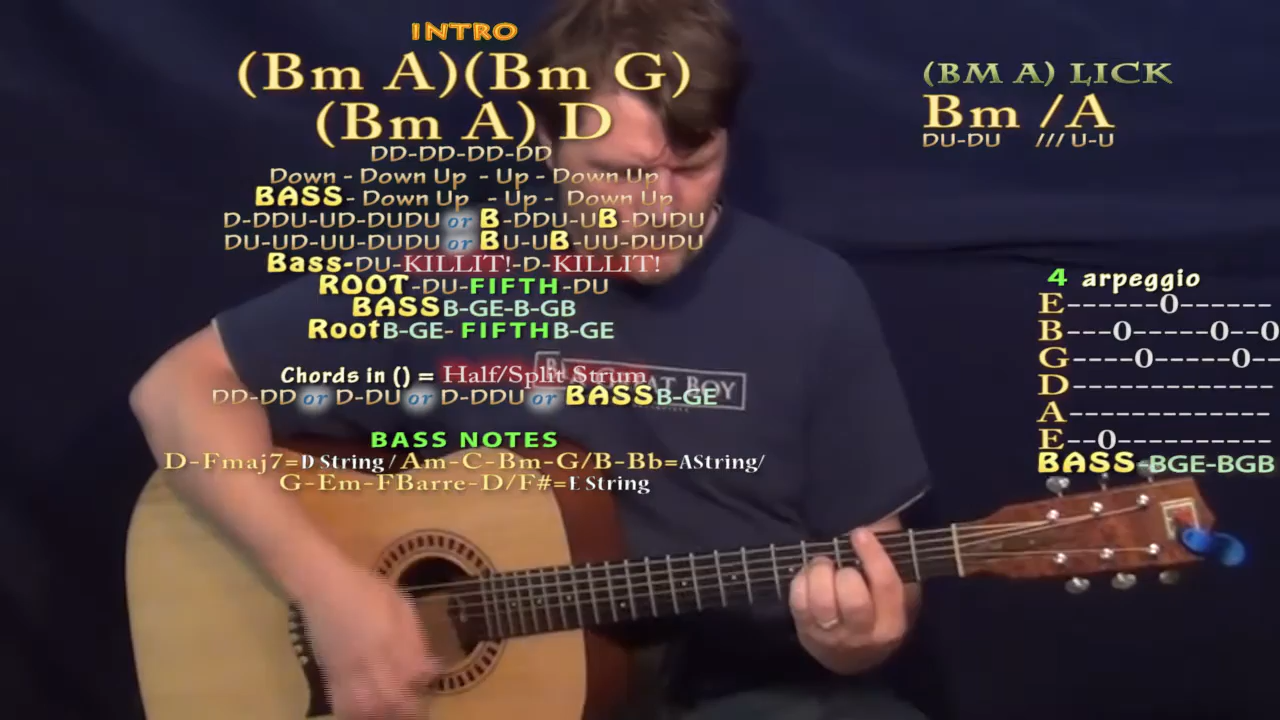 INTRO
(Bm A)(Bm G)
(Bm A) D
DD-DD-DD-DD
Down - Down Up - Up - Down Up
BASS - Down Up - Up - Down Up
D-DDU-UD-DUDU or B-DDU-UB-DUDU
DU-UD-UU-DUDU or BU-UB-UU-DUDU
Bass-DU-KILLIT!-D-KILLIT!
ROOT-DU-FIFTH-DU
BASSB-GE-B-GB
RootB-GE-FIFTHB-GE
Chords in () = Half/Split Strum
DD-DD or D-DU or D-DDU or BASSB-GE
BASS NOTES
D-Fmaj7=D String / Am-C-Bm-G/B-Bb=AString/
G-Em-FBarre-D/F#=E String
(BM A) LICK
Bm /A
DU-DU /// U-U
4 arpeggio
E------0------
B---0-----0--0
G----0-----0--
D-------------
A-------------
E--0----------
BASS-BGE-BGB
BOY